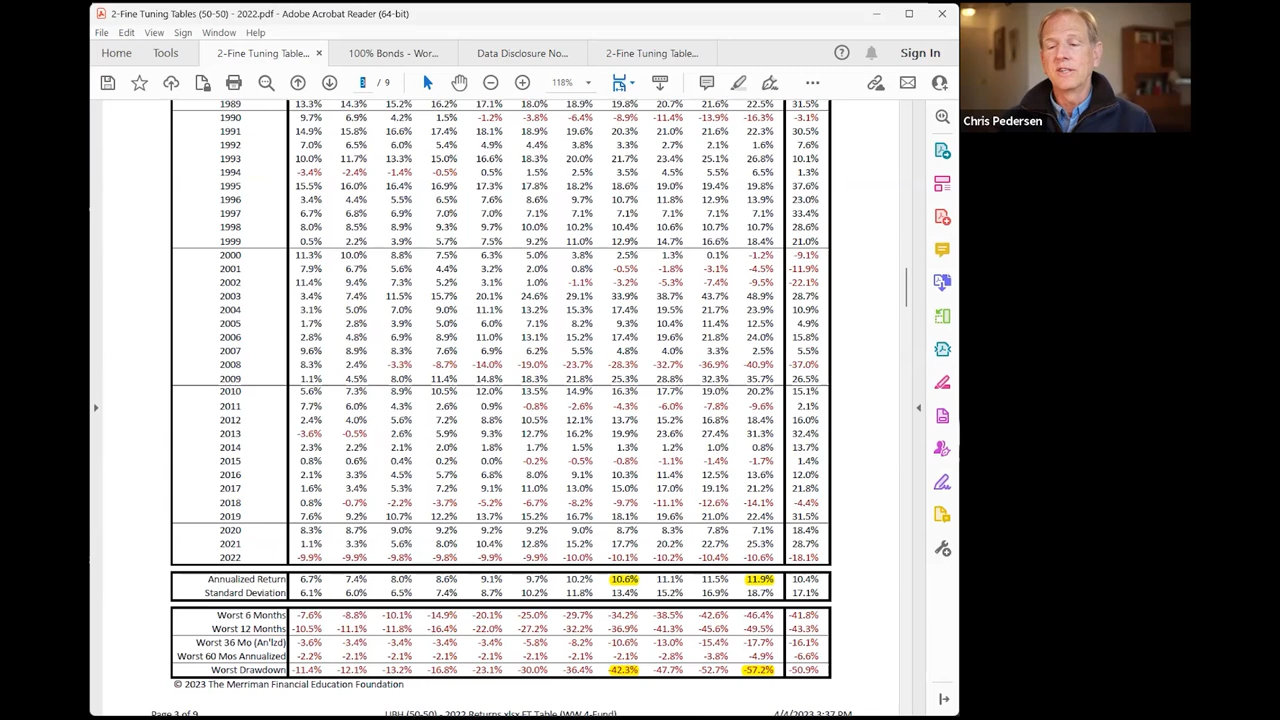 2-Fine Tuning Tables (50-50) - 2022.pdf - Adobe Acrobat Reader (64-bit)
File Edit View Sign Window Help
Home Tools 2-Fine Tuning Table... × 100% Bonds - Wor... Data Disclosure No... 2-Fine Tuning Table... Sign In
3 / 9 118%
Chris Pedersen
1989 13.3% 14.3% 15.2% 16.2% 17.1% 18.0% 18.9% 19.8% 20.7% 21.6% 22.5% 31.5%
1990 9.7% 6.9% 4.2% 1.5% -1.2% -3.8% -6.4% -8.9% -11.4% -13.9% -16.3% -3.1%
1991 14.9% 15.8% 16.6% 17.4% 18.1% 18.9% 19.6% 20.3% 21.0% 21.6% 22.3% 30.5%
1992 7.0% 6.5% 6.0% 5.4% 4.9% 4.4% 3.8% 3.3% 2.7% 2.1% 1.6% 7.6%
1993 10.0% 11.7% 13.3% 15.0% 16.6% 18.3% 20.0% 21.7% 23.4% 25.1% 26.8% 10.1%
1994 -3.4% -2.4% -1.4% -0.5% 0.5% 1.5% 2.5% 3.5% 4.5% 5.5% 6.5% 1.3%
1995 15.5% 16.0% 16.4% 16.9% 17.3% 17.8% 18.2% 18.6% 19.0% 19.4% 19.8% 37.6%
1996 3.4% 4.4% 5.5% 6.5% 7.6% 8.6% 9.7% 10.7% 11.8% 12.9% 13.9% 23.0%
1997 6.7% 6.8% 6.9% 7.0% 7.0% 7.1% 7.1% 7.1% 7.1% 7.1% 7.1% 33.4%
1998 8.0% 8.5% 8.9% 9.3% 9.7% 10.0% 10.2% 10.4% 10.6% 10.7% 10.7% 28.6%
1999 0.5% 2.2% 3.9% 5.7% 7.5% 9.2% 11.0% 12.9% 14.7% 16.6% 18.4% 21.0%
2000 11.3% 10.0% 8.8% 7.5% 6.3% 5.0% 3.8% 2.5% 1.3% 0.1% -1.2% -9.1%
2001 7.9% 6.7% 5.6% 4.4% 3.2% 2.0% 0.8% -0.5% -1.8% -3.1% -4.5% -11.9%
2002 11.4% 9.4% 7.3% 5.2% 3.1% 1.0% -1.1% -3.2% -5.3% -7.4% -9.5% -22.1%
2003 3.4% 7.4% 11.5% 15.7% 20.1% 24.6% 29.1% 33.9% 38.7% 43.7% 48.9% 28.7%
2004 3.1% 5.0% 7.0% 9.0% 11.1% 13.2% 15.3% 17.4% 19.5% 21.7% 23.9% 10.9%
2005 1.7% 2.8% 3.9% 5.0% 6.0% 7.1% 8.2% 9.3% 10.4% 11.4% 12.5% 4.9%
2006 2.8% 4.8% 6.9% 8.9% 11.0% 13.1% 15.2% 17.4% 19.6% 21.8% 24.0% 15.8%
2007 9.6% 8.9% 8.3% 7.6% 6.9% 6.2% 5.5% 4.8% 4.0% 3.3% 2.5% 5.5%
2008 8.3% 2.4% -3.3% -8.7% -14.0% -19.0% -23.7% -28.3% -32.7% -36.9% -40.9% -37.0%
2009 1.1% 4.5% 8.0% 11.4% 14.8% 18.3% 21.8% 25.3% 28.8% 32.3% 35.7% 26.5%
2010 5.6% 7.3% 8.9% 10.5% 12.0% 13.5% 14.9% 16.3% 17.7% 19.0% 20.2% 15.1%
2011 7.7% 6.0% 4.3% 2.6% 0.9% -0.8% -2.6% -4.3% -6.0% -7.8% -9.6% 2.1%
2012 2.4% 4.0% 5.6% 7.2% 8.8% 10.5% 12.1% 13.7% 15.2% 16.8% 18.4% 16.0%
2013 -3.6% -0.5% 2.6% 5.9% 9.3% 12.7% 16.2% 19.9% 23.6% 27.4% 31.3% 32.4%
2014 2.3% 2.2% 2.1% 2.0% 1.8% 1.7% 1.5% 1.3% 1.2% 1.0% 0.8% 13.7%
2015 0.8% 0.6% 0.4% 0.2% 0.0% -0.2% -0.5% -0.8% -1.1% -1.4% -1.7% 1.4%
2016 2.1% 3.3% 4.5% 5.7% 6.8% 8.0% 9.1% 10.3% 11.4% 12.5% 13.6% 12.0%
2017 1.6% 3.4% 5.3% 7.2% 9.1% 11.0% 13.0% 15.0% 17.0% 19.1% 21.2% 21.8%
2018 0.8% -0.7% -2.2% -3.7% -5.2% -6.7% -8.2% -9.7% -11.1% -12.6% -14.1% -4.4%
2019 7.6% 9.2% 10.7% 12.2% 13.7% 15.2% 16.7% 18.1% 19.6% 21.0% 22.4% 31.5%
2020 8.3% 8.7% 9.0% 9.2% 9.2% 9.2% 9.0% 8.7% 8.3% 7.8% 7.1% 18.4%
2021 1.1% 3.3% 5.6% 8.0% 10.4% 12.8% 15.2% 17.7% 20.2% 22.7% 25.3% 28.7%
2022 -9.9% -9.9% -9.8% -9.8% -9.9% -9.9% -10.0% -10.1% -10.2% -10.4% -10.6% -18.1%
Annualized Return 6.7% 7.4% 8.0% 8.6% 9.1% 9.7% 10.2% 10.6% 11.1% 11.5% 11.9% 10.4%
Standard Deviation 6.1% 6.0% 6.5% 7.4% 8.7% 10.2% 11.8% 13.4% 15.2% 16.9% 18.7% 17.1%
Worst 6 Months -7.6% -8.8% -10.1% -14.9% -20.1% -25.0% -29.7% -34.2% -38.5% -42.6% -46.4% -41.8%
Worst 12 Months -10.5% -11.1% -11.8% -16.4% -22.0% -27.2% -32.2% -36.9% -41.3% -45.6% -49.5% -43.3%
Worst 36 Mo (An'lzd) -3.6% -3.4% -3.4% -3.4% -3.4% -5.8% -8.2% -10.6% -13.0% -15.4% -17.7% -16.1%
Worst 60 Mos Annualized -2.2% -2.1% -2.1% -2.1% -2.1% -2.1% -2.1% -2.1% -2.8% -3.8% -4.9% -6.6%
Worst Drawdown -11.4% -12.1% -13.2% -16.8% -23.1% -30.0% -36.4% -42.3% -47.7% -52.7% -57.2% -50.9%
© 2023 The Merriman Financial Education Foundation
Page 3 of 9 UBH (50-50) - 2022 Returns.xlsx FT Table (WW 4-Fund) 4/4/2023 3:37 PM